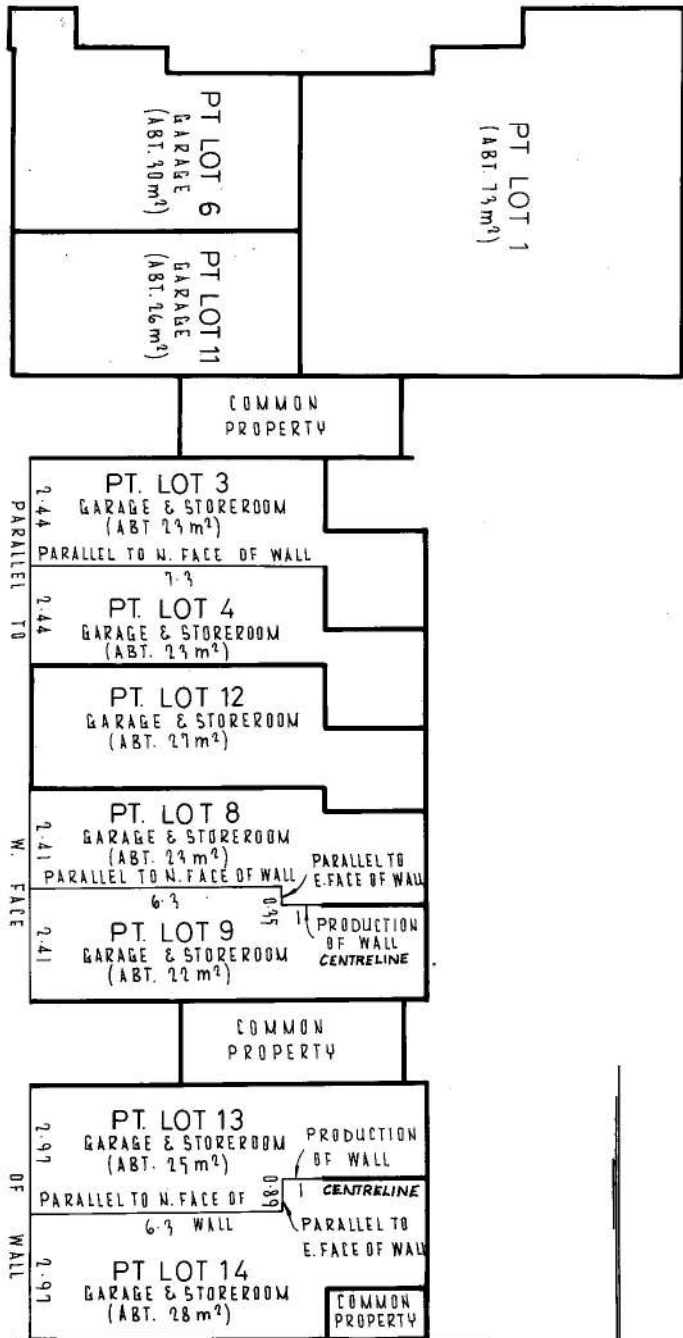 PT LOT 6
GARAGE
(ABT. 30m²)
PT LOT 1
(ABT. 73m²)
PT LOT 11
GARAGE
(ABT. 26m²)
COMMON
PROPERTY
PT. LOT 3
GARAGE & STOREROOM
(ABT 23m²)
2.44
PARALLEL TO N. FACE OF WALL
7.3
PT. LOT 4
GARAGE & STOREROOM
(ABT. 23m²)
2.44
PARALLEL TO W. FACE OF WALL
PT. LOT 12
GARAGE & STOREROOM
(ABT. 27m²)
PT. LOT 8
GARAGE & STOREROOM
(ABT. 23m²)
2.41
PARALLEL TO N. FACE OF WALL
6.3
PARALLEL TO
E. FACE OF WALL
0.35
1
PRODUCTION
OF WALL
CENTRELINE
PT. LOT 9
GARAGE & STOREROOM
(ABT. 22m²)
2.41
COMMON
PROPERTY
PT. LOT 13
GARAGE & STOREROOM
(ABT. 25m²)
2.97
PRODUCTION
OF WALL
CENTRELINE
1
0.89
PARALLEL TO N. FACE OF
6.3 WALL
PARALLEL TO
E. FACE OF WALL
PT LOT 14
GARAGE & STOREROOM
(ABT. 28m²)
2.97
COMMON
PROPERTY